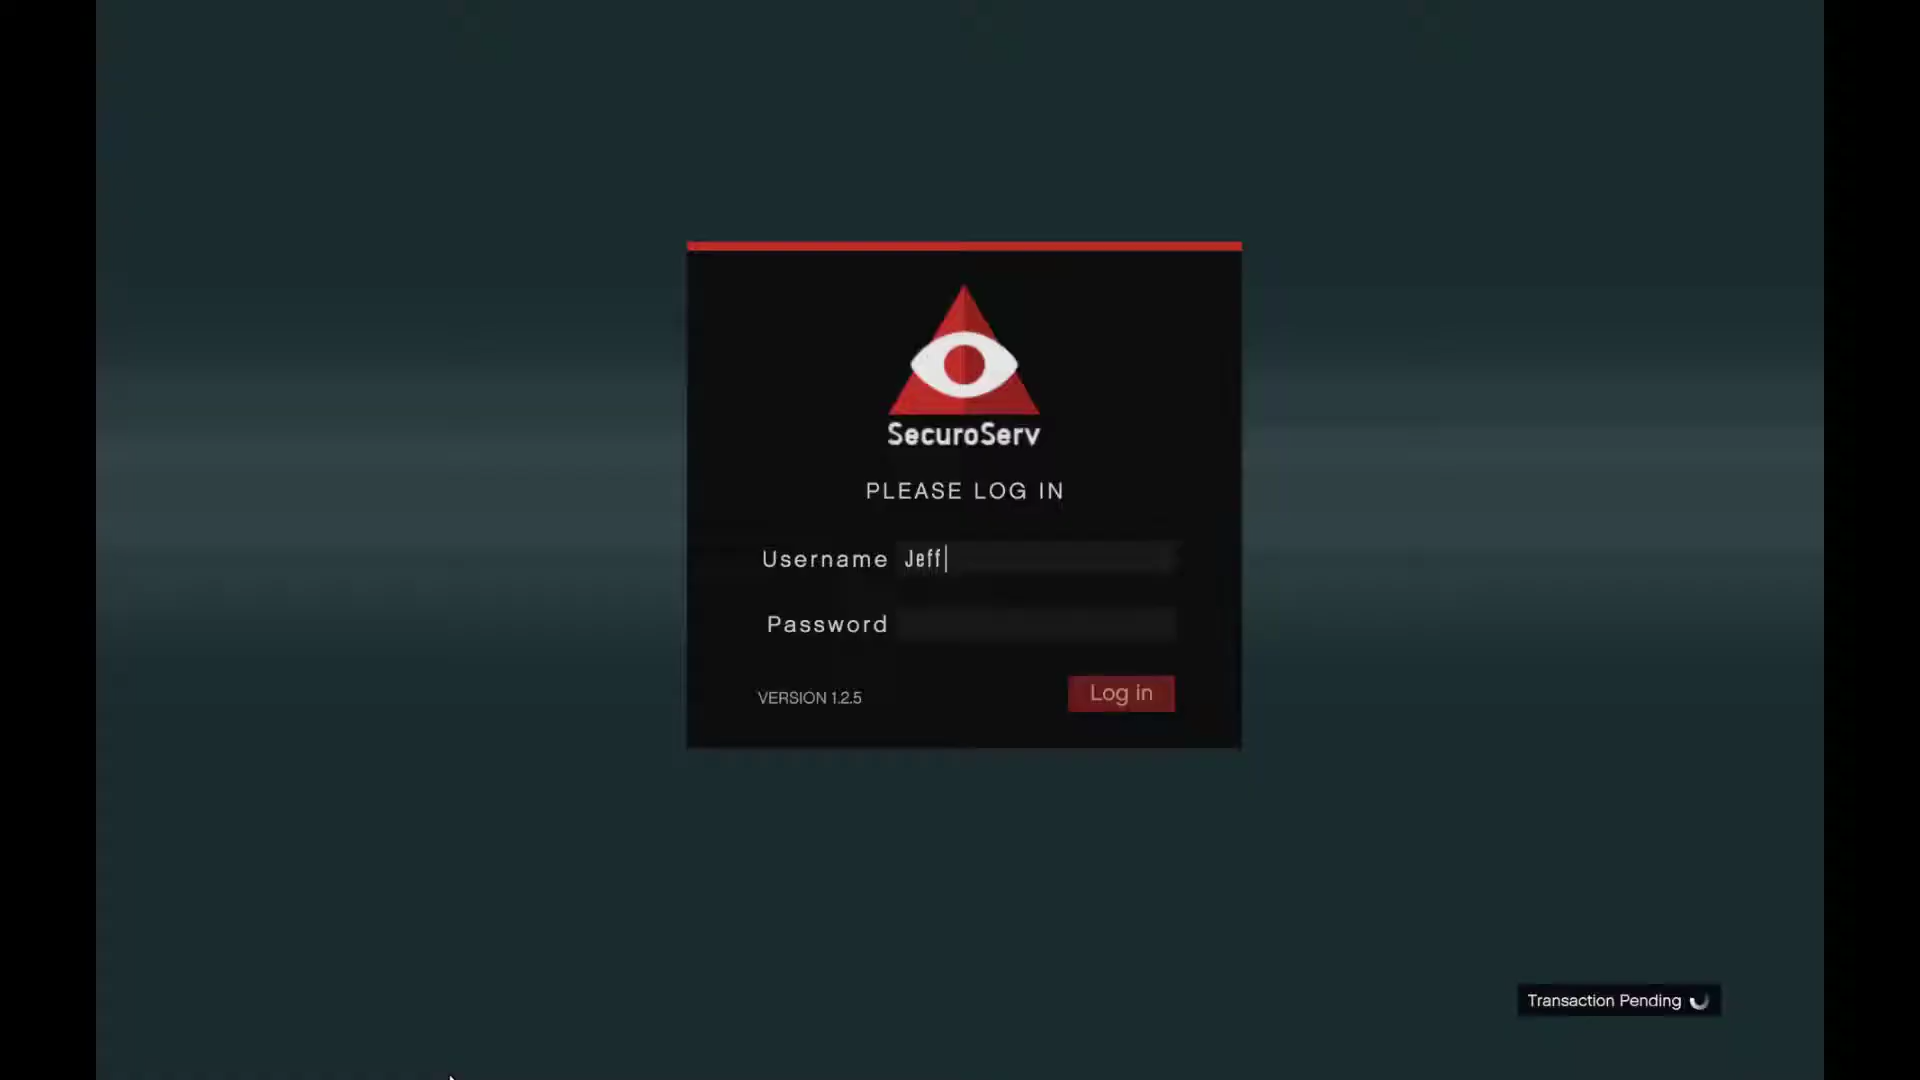 SecuroServ
PLEASE LOG IN
Username Jeff
Password
VERSION 1.2.5 Log in
Transaction Pending